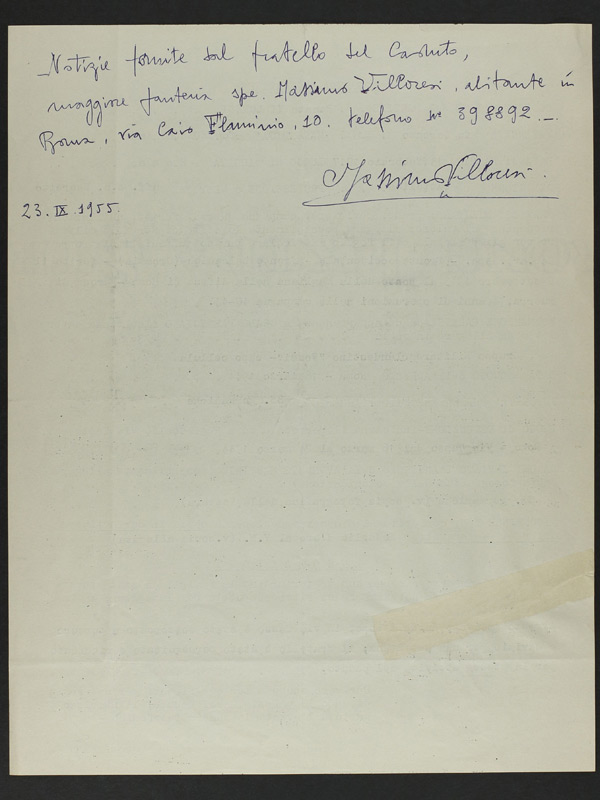 Notizie fornite dal fratello del Caduto,
maggiore fanteria spe. Massimo Villoresi, abitante in
Roma, via Caio Flaminio, 10. telefono n° 398892.—
Massimo Villoresi.
23. IX. 1955.